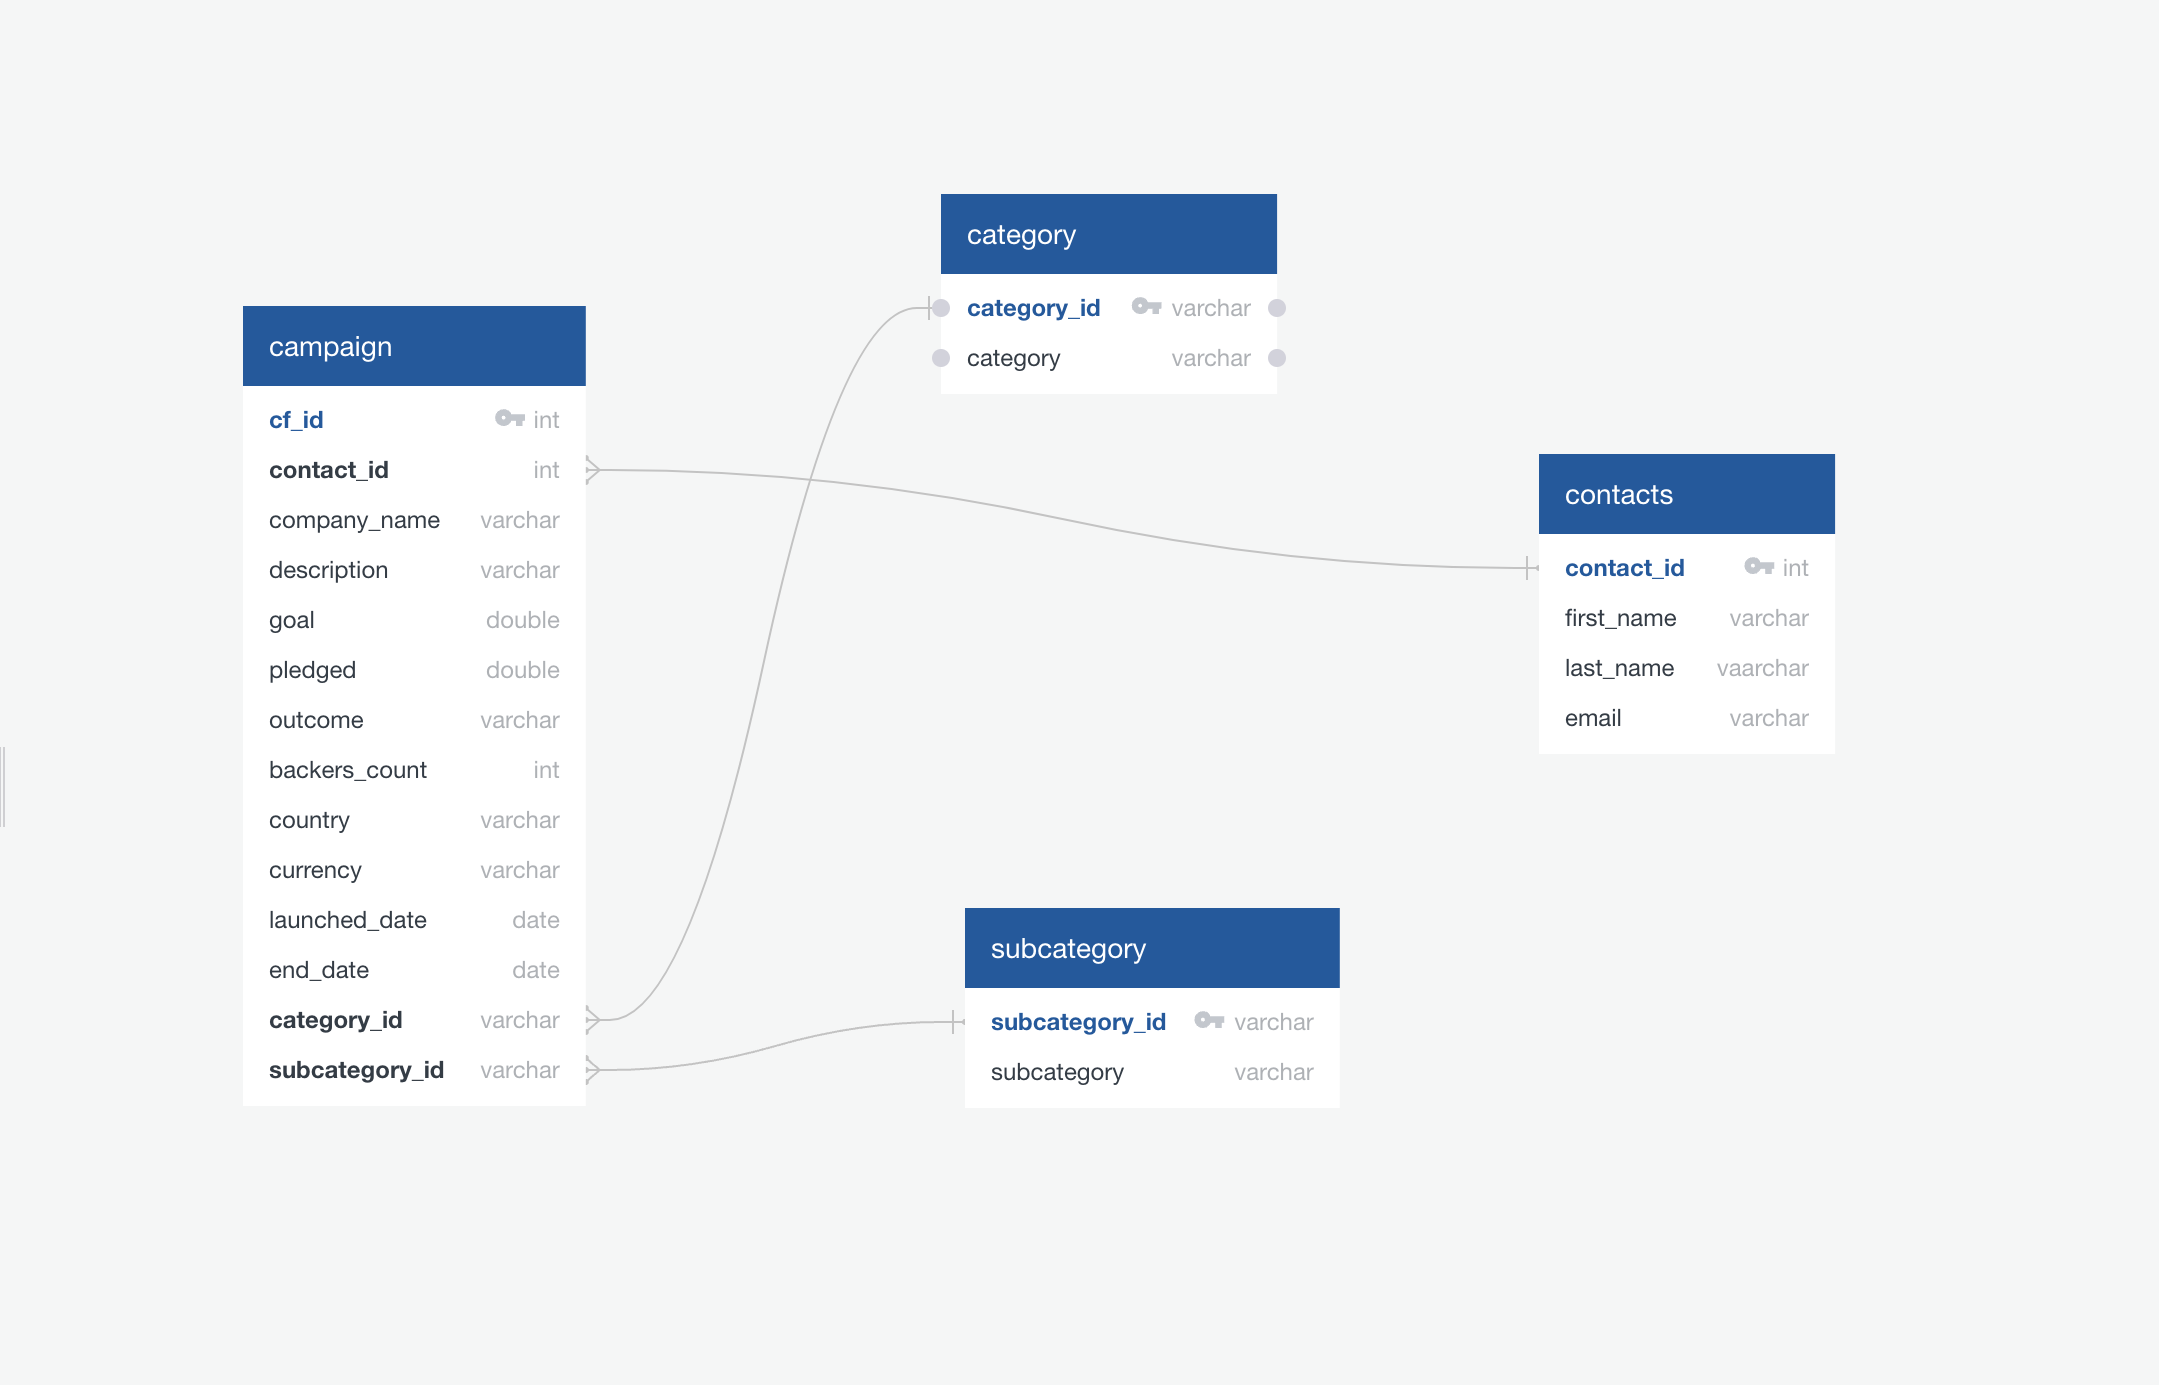 campaign
cf_id int
contact_id int
company_name varchar
description varchar
goal double
pledged double
outcome varchar
backers_count int
country varchar
currency varchar
launched_date date
end_date date
category_id varchar
subcategory_id varchar
category
category_id varchar
category varchar
contacts
contact_id int
first_name varchar
last_name vaarchar
email varchar
subcategory
subcategory_id varchar
subcategory varchar